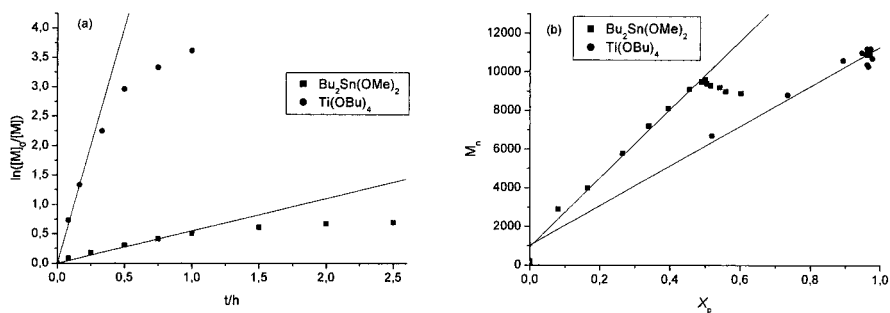 (a)
4,0
3,5
3,0
2,5
2,0
1,5
1,0
0,5
0,0
ln([M]₀/[M])
■ Bu₂Sn(OMe)₂
● Ti(OBu)₄
0,0 0,5 1,0 1,5 2,0 2,5
t/h
(b)
13000
12000
10000
8000
6000
4000
2000
0
Mₙ
■ Bu₂Sn(OMe)₂
● Ti(OBu)₄
0,0 0,2 0,4 0,6 0,8 1,0
Xₚ